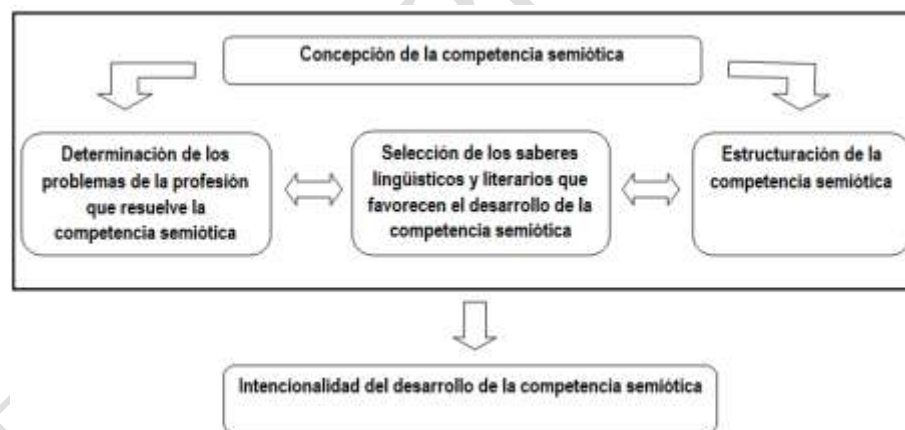 Concepción de la competencia semiótica
Determinación de los
problemas de la profesión
que resuelve la
competencia semiótica
Selección de los saberes
lingüísticos y literarios que
favorecen el desarrollo de la
competencia semiótica
Estructuración de la
competencia semiótica
Intencionalidad del desarrollo de la competencia semiótica